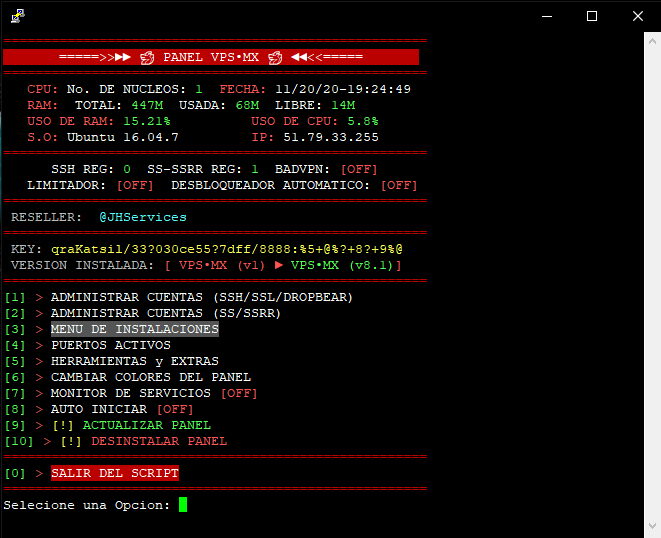 =====>>►► 🐲 PANEL VPS•MX 🐲 ◄◄<<=====
CPU: No. DE NUCLEOS: 1 FECHA: 11/20/20-19:24:49
RAM: TOTAL: 447M USADA: 68M LIBRE: 14M
USO DE RAM: 15.21% USO DE CPU: 5.8%
S.O: Ubuntu 16.04.7 IP: 51.79.33.255
SSH REG: 0 SS-SSRR REG: 1 BADVPN: [OFF]
LIMITADOR: [OFF] DESBLOQUEADOR AUTOMATICO: [OFF]
RESELLER: @JHServices
KEY: qraKatsil/33?030ce55?7dff/8888:%5+@%?+8?+9%@
VERSION INSTALADA: [ VPS•MX (v1) ► VPS•MX (v8.1)]
[1] > ADMINISTRAR CUENTAS (SSH/SSL/DROPBEAR)
[2] > ADMINISTRAR CUENTAS (SS/SSRR)
[3] > MENU DE INSTALACIONES
[4] > PUERTOS ACTIVOS
[5] > HERRAMIENTAS y EXTRAS
[6] > CAMBIAR COLORES DEL PANEL
[7] > MONITOR DE SERVICIOS [OFF]
[8] > AUTO INICIAR [OFF]
[9] > [!] ACTUALIZAR PANEL
[10] > [!] DESINSTALAR PANEL
[0] > SALIR DEL SCRIPT
Selecione una Opcion: